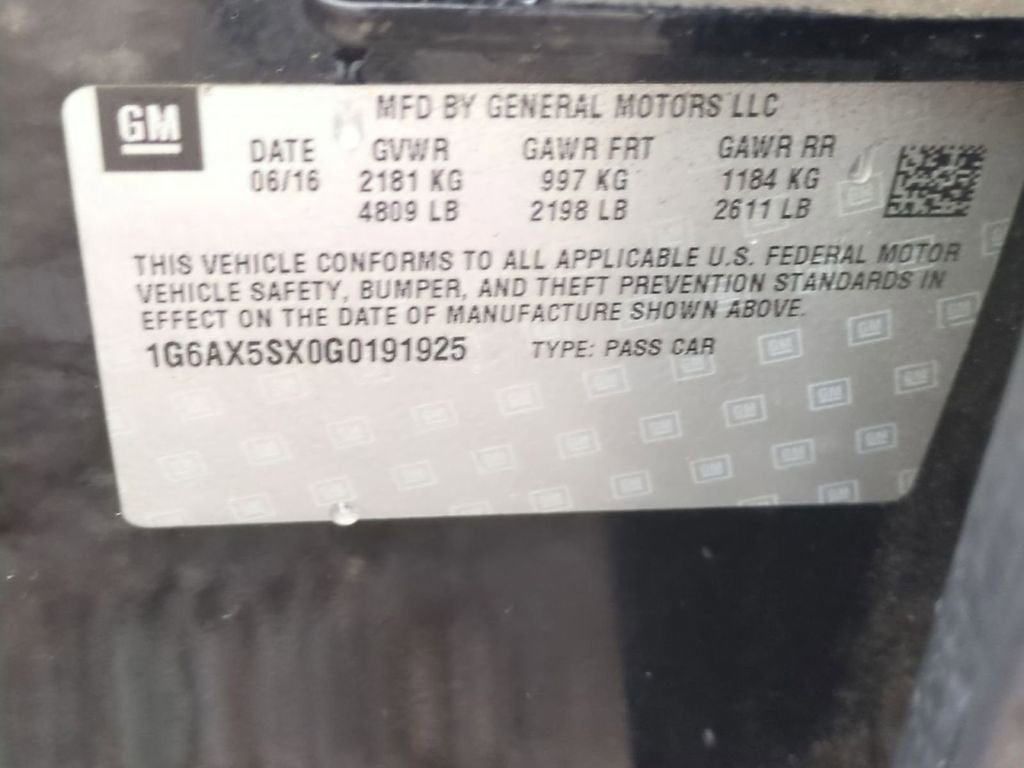 GM
MFD BY GENERAL MOTORS LLC
DATE GVWR GAWR FRT GAWR RR
06/16 2181 KG 997 KG 1184 KG
4809 LB 2198 LB 2611 LB
THIS VEHICLE CONFORMS TO ALL APPLICABLE U.S. FEDERAL MOTOR
VEHICLE SAFETY, BUMPER, AND THEFT PREVENTION STANDARDS IN
EFFECT ON THE DATE OF MANUFACTURE SHOWN ABOVE.
1G6AX5SX0G0191925 TYPE: PASS CAR